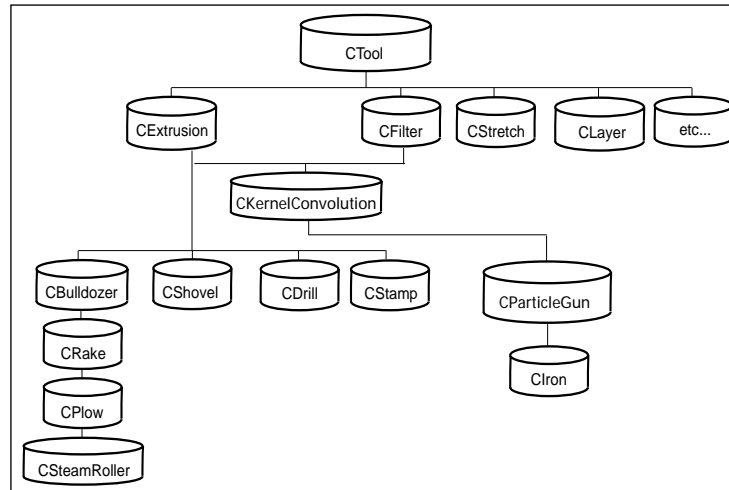 CTool
CExtrusion
CFilter
CStretch
CLayer
etc...
CKernelConvolution
CBulldozer
CShovel
CDrill
CStamp
CParticleGun
CRake
CIron
CPlow
CSteamRoller